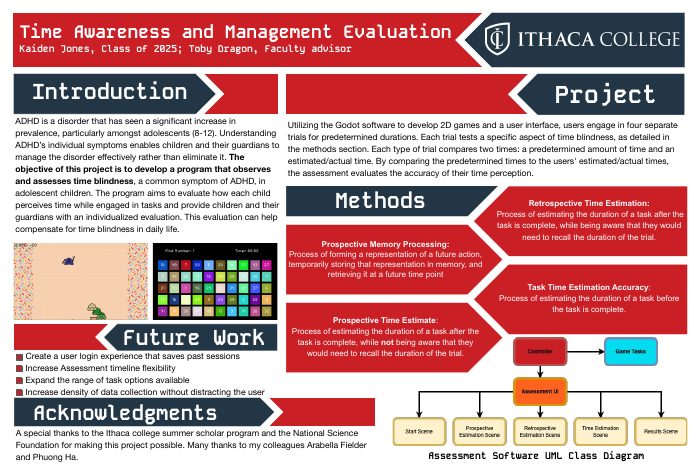 Time Awareness and Management Evaluation
Kaiden Jones, Class of 2025; Toby Dragon, Faculty advisor
ITHACA COLLEGE
Introduction
ADHD is a disorder that has seen a significant increase in
prevalence, particularly amongst adolescents (8-12). Understanding
ADHD's individual symptoms enables children and their guardians to
manage the disorder effectively rather than eliminate it. The
objective of this project is to develop a program that observes
and assesses time blindness, a common symptom of ADHD, in
adolescent children. The program aims to evaluate how each child
perceives time while engaged in tasks and provide children and their
guardians with an individualized evaluation. This evaluation can help
compensate for time blindness in daily life.
Project
Utilizing the Godot software to develop 2D games and a user interface, users engage in four separate
trials for predetermined durations. Each trial tests a specific aspect of time blindness, as detailed in
the methods section. Each type of trial compares two times: a predetermined amount of time and an
estimated/actual time. By comparing the predetermined times to the users' estimated/actual times,
the assessment evaluates the accuracy of their time perception.
Methods
Prospective Memory Processing:
Process of forming a representation of a future action,
temporarily storing that representation in memory, and
retrieving it at a future time point
Retrospective Time Estimation:
Process of estimating the duration of a task after the
task is complete, while being aware that they would
need to recall the duration of the trial.
Prospective Time Estimate:
Process of estimating the duration of a task after the
task is complete, while not being aware that they
would need to recall the duration of the trial.
Task Time Estimation Accuracy:
Process of estimating the duration of a task before
the task is complete.
Future Work
Create a user login experience that saves past sessions
Increase Assessment timeline flexibility
Expand the range of task options available
Increase density of data collection without distracting the user
Acknowledgments
A special thanks to the Ithaca college summer scholar program and the National Science
Foundation for making this project possible. Many thanks to my colleagues Arabella Fielder
and Phuong Ha.
Controller
Game Tasks
Assessment UI
Start Scene
Prospective
Estimation Scene
Retrospective
Estimation Scene
Time Estimation
Scene
Results Scene
Assessment Software UML Class Diagram